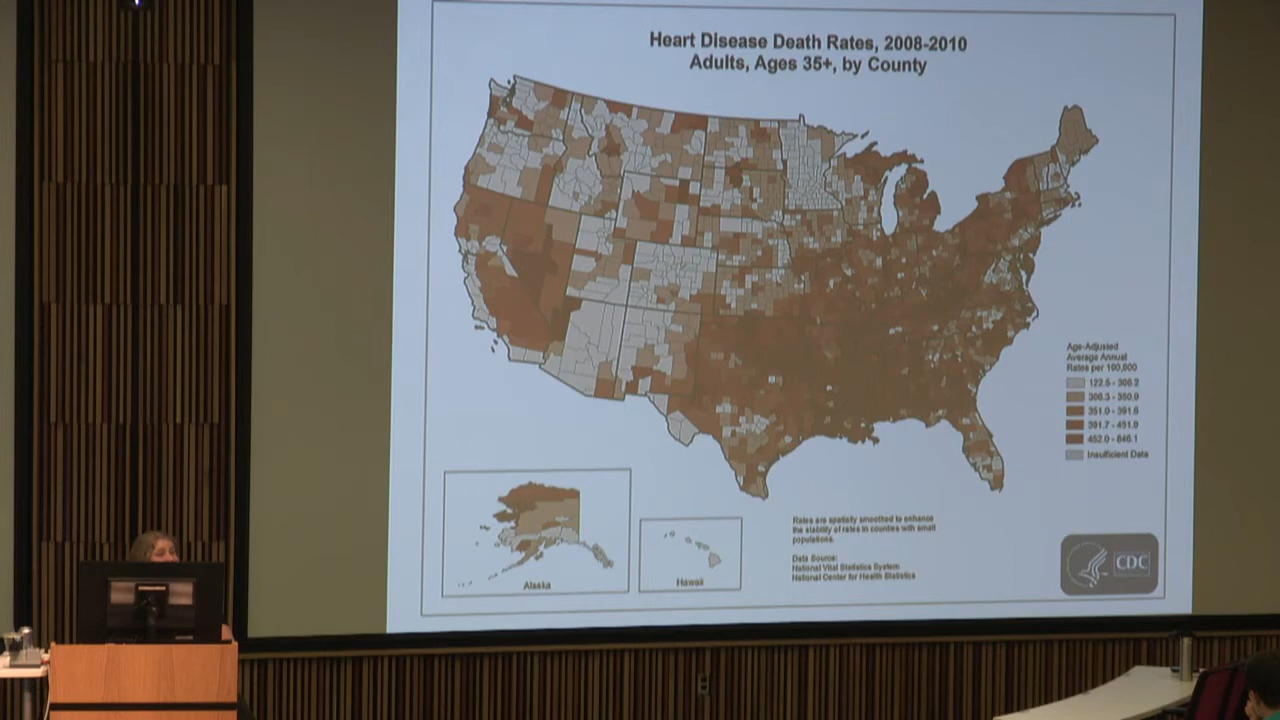 Heart Disease Death Rates, 2008-2010
Adults, Ages 35+, by County
Age-Adjusted
Average Annual
Rates per 100,000
122.5 - 306.2
306.3 - 350.9
351.0 - 391.6
391.7 - 451.9
452.0 - 846.1
Insufficient Data
Rates are spatially smoothed to enhance
the stability of rates in counties with small
populations.
Data Source:
National Vital Statistics System
National Center for Health Statistics
Alaska
Hawaii
CDC